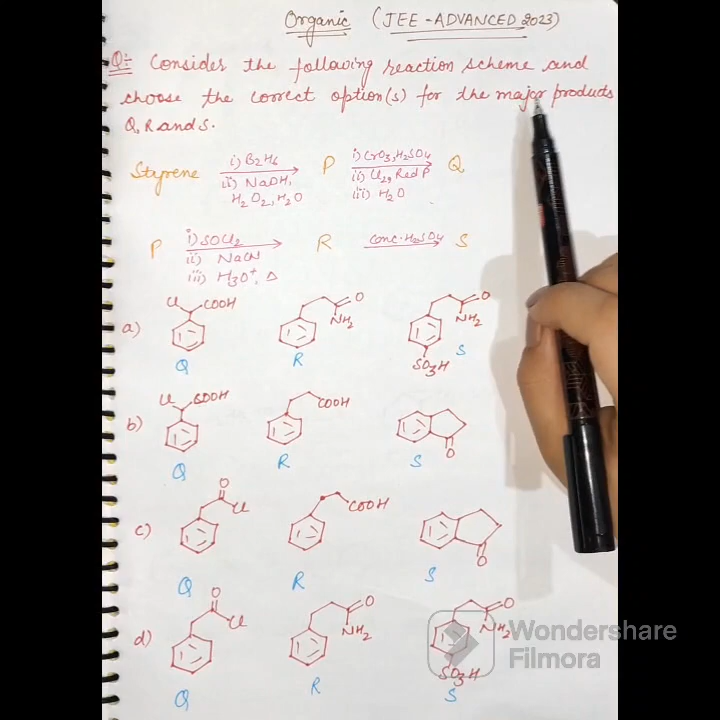 Organic (JEE-ADVANCED 2023)
Q:- Consider the following reaction scheme and
choose the correct option(s) for the major products
Q, R and S.
Styrene i) B2H6 P i) CrO3, H2SO4 Q
ii) NaOH, ii) Cl2, Red P
H2O2, H2O iii) H2O
P i) SOCl2 R Conc. H2SO4 S
ii) NaCN
iii) H3O+, Δ
a) Cl COOH O NH2 O NH2
SO3H
Q R S
b) Cl COOH COOH O
Q R S
c) O Cl COOH O
Q R S
d) O Cl O NH2 O NH2
SO3H
Q R S
Wondershare
Filmora